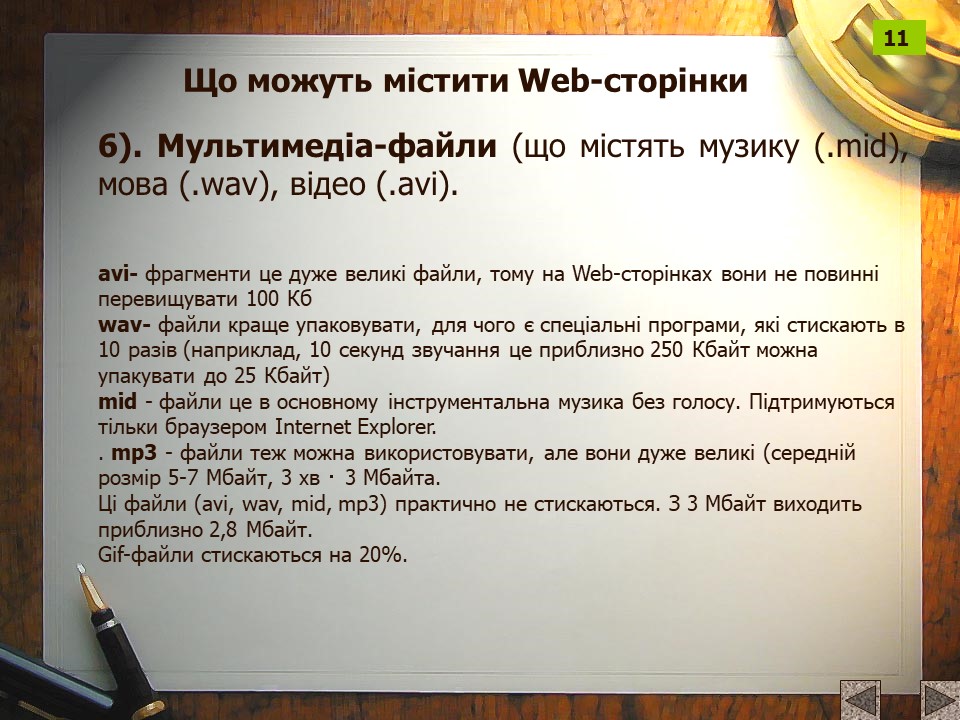 11
Що можуть містити Web-сторінки
6). Мультимедіа-файли (що містять музику (.mid),
мова (.wav), відео (.avi).
avi- фрагменти це дуже великі файли, тому на Web-сторінках вони не повинні
перевищувати 100 Кб
wav- файли краще упаковувати, для чого є спеціальні програми, які стискають в
10 разів (наприклад, 10 секунд звучання це приблизно 250 Кбайт можна
упакувати до 25 Кбайт)
mid - файли це в основному інструментальна музика без голосу. Підтримуються
тільки браузером Internet Explorer.
. mp3 - файли теж можна використовувати, але вони дуже великі (середній
розмір 5-7 Мбайт, 3 хв · 3 Мбайта.
Ці файли (avi, wav, mid, mp3) практично не стискаються. З 3 Мбайт виходить
приблизно 2,8 Мбайт.
Gif-файли стискаються на 20%.